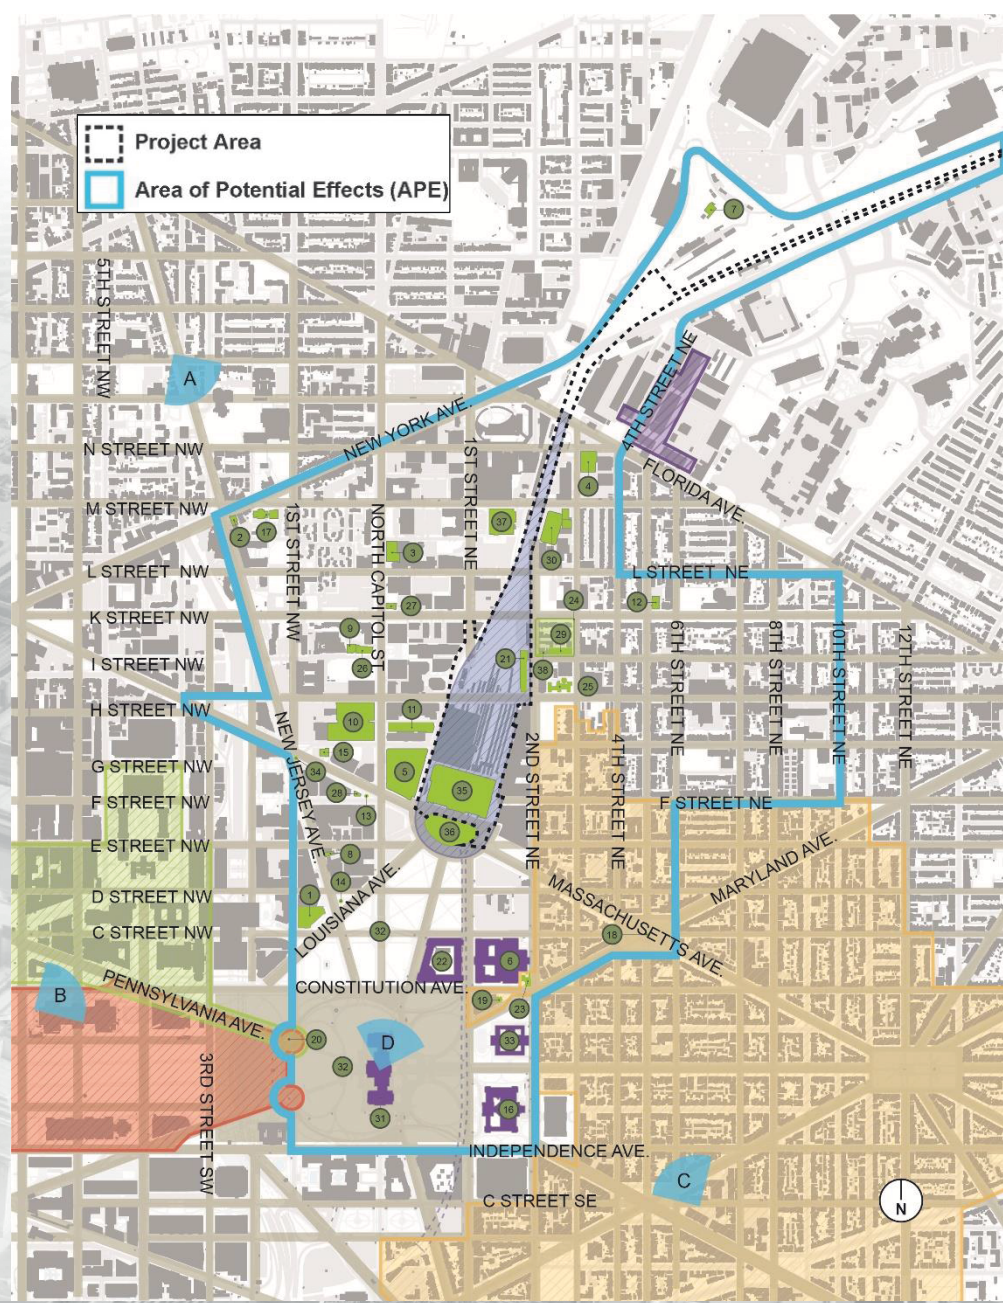 Project Area
Area of Potential Effects (APE)
7
5TH STREET NW
A
4TH STREET NE
NEW YORK AVE.
N STREET NW
1ST STREET NE
FLORIDA AVE.
4
M STREET NW
1ST STREET NW
NORTH CAPITOL ST.
37
2
17
3
30
L STREET NW
L STREET NE
24
12
27
K STREET NW
9
29
6TH STREET NE
8TH STREET NE
10TH STREET NE
12TH STREET NE
I STREET NW
26
21
38
25
H STREET NW
10
11
NEW JERSEY AVE.
15
2ND STREET NE
4TH STREET NE
G STREET NW
34
5
35
28
F STREET NW
F STREET NE
13
36
E STREET NW
8
MARYLAND AVE.
14
D STREET NW
1
LOUISIANA AVE.
MASSACHUSETTS AVE.
C STREET NW
32
18
22
6
CONSTITUTION AVE.
B
PENNSYLVANIA AVE.
19
23
20
D
33
32
3RD STREET SW
31
16
INDEPENDENCE AVE.
C
C STREET SE
N